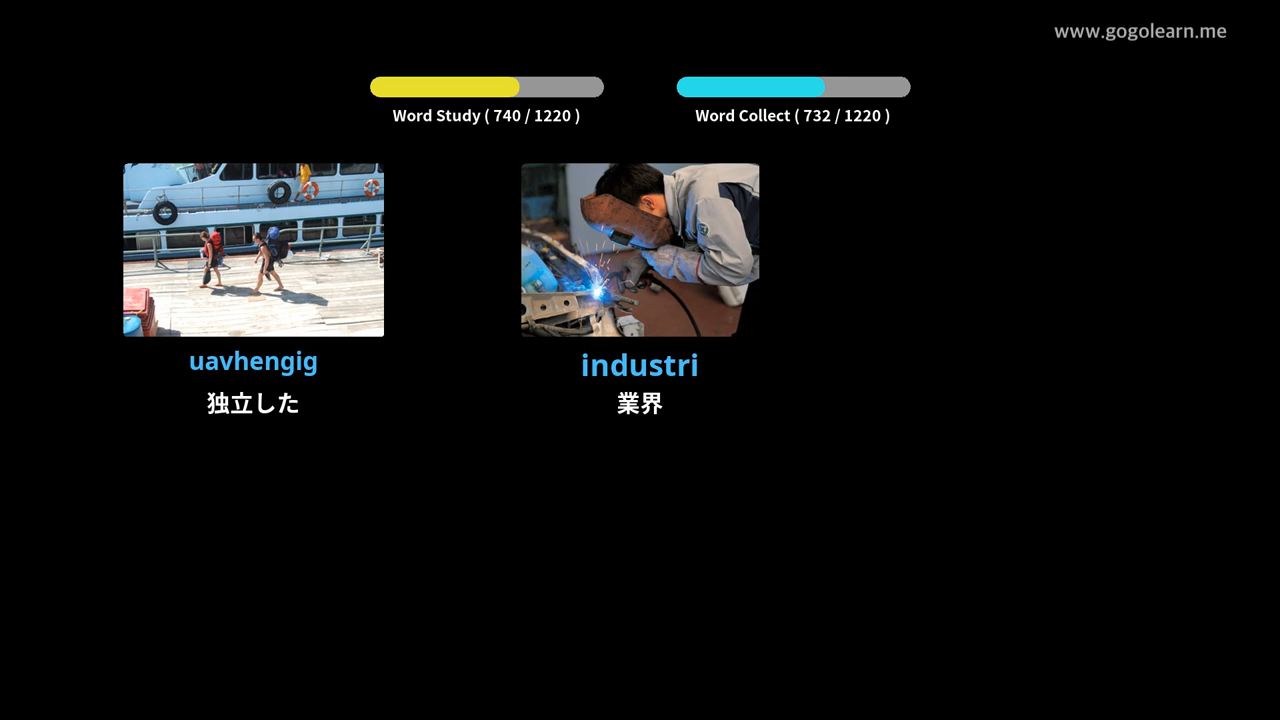 www.gogolearn.me
Word Study ( 740 / 1220 )
Word Collect ( 732 / 1220 )
uavhengig
独立した
industri
業界